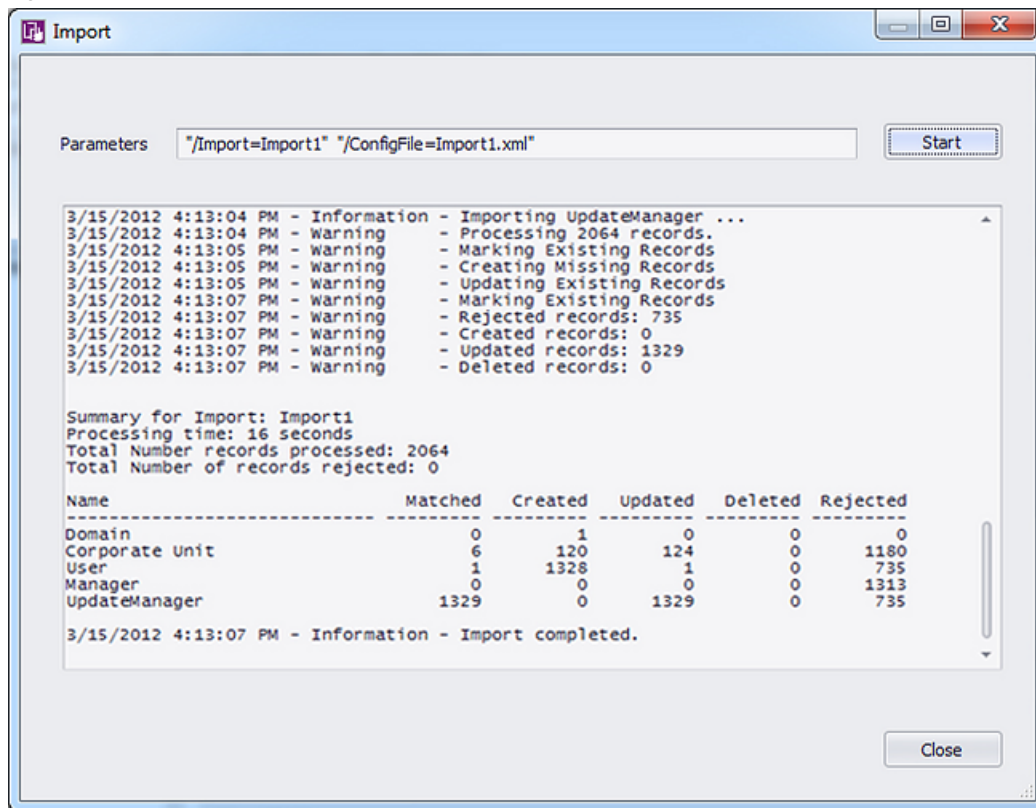 Import
Parameters "/Import=Import1" "/ConfigFile=Import1.xml" Start
3/15/2012 4:13:04 PM - Information - Importing UpdateManager ...
3/15/2012 4:13:04 PM - Warning - Processing 2064 records.
3/15/2012 4:13:05 PM - Warning - Marking Existing Records
3/15/2012 4:13:05 PM - Warning - Creating Missing Records
3/15/2012 4:13:05 PM - Warning - Updating Existing Records
3/15/2012 4:13:07 PM - Warning - Marking Existing Records
3/15/2012 4:13:07 PM - Warning - Rejected records: 735
3/15/2012 4:13:07 PM - Warning - Created records: 0
3/15/2012 4:13:07 PM - Warning - Updated records: 1329
3/15/2012 4:13:07 PM - Warning - Deleted records: 0
Summary for Import: Import1
Processing time: 16 seconds
Total Number records processed: 2064
Total Number of records rejected: 0
Name Matched Created Updated Deleted Rejected
------------------------------ --------- --------- --------- --------- ---------
Domain 0 1 0 0 0
Corporate Unit 6 120 124 0 1180
User 1 1328 1 0 735
Manager 0 0 0 0 1313
UpdateManager 1329 0 1329 0 735
3/15/2012 4:13:07 PM - Information - Import completed.
Close